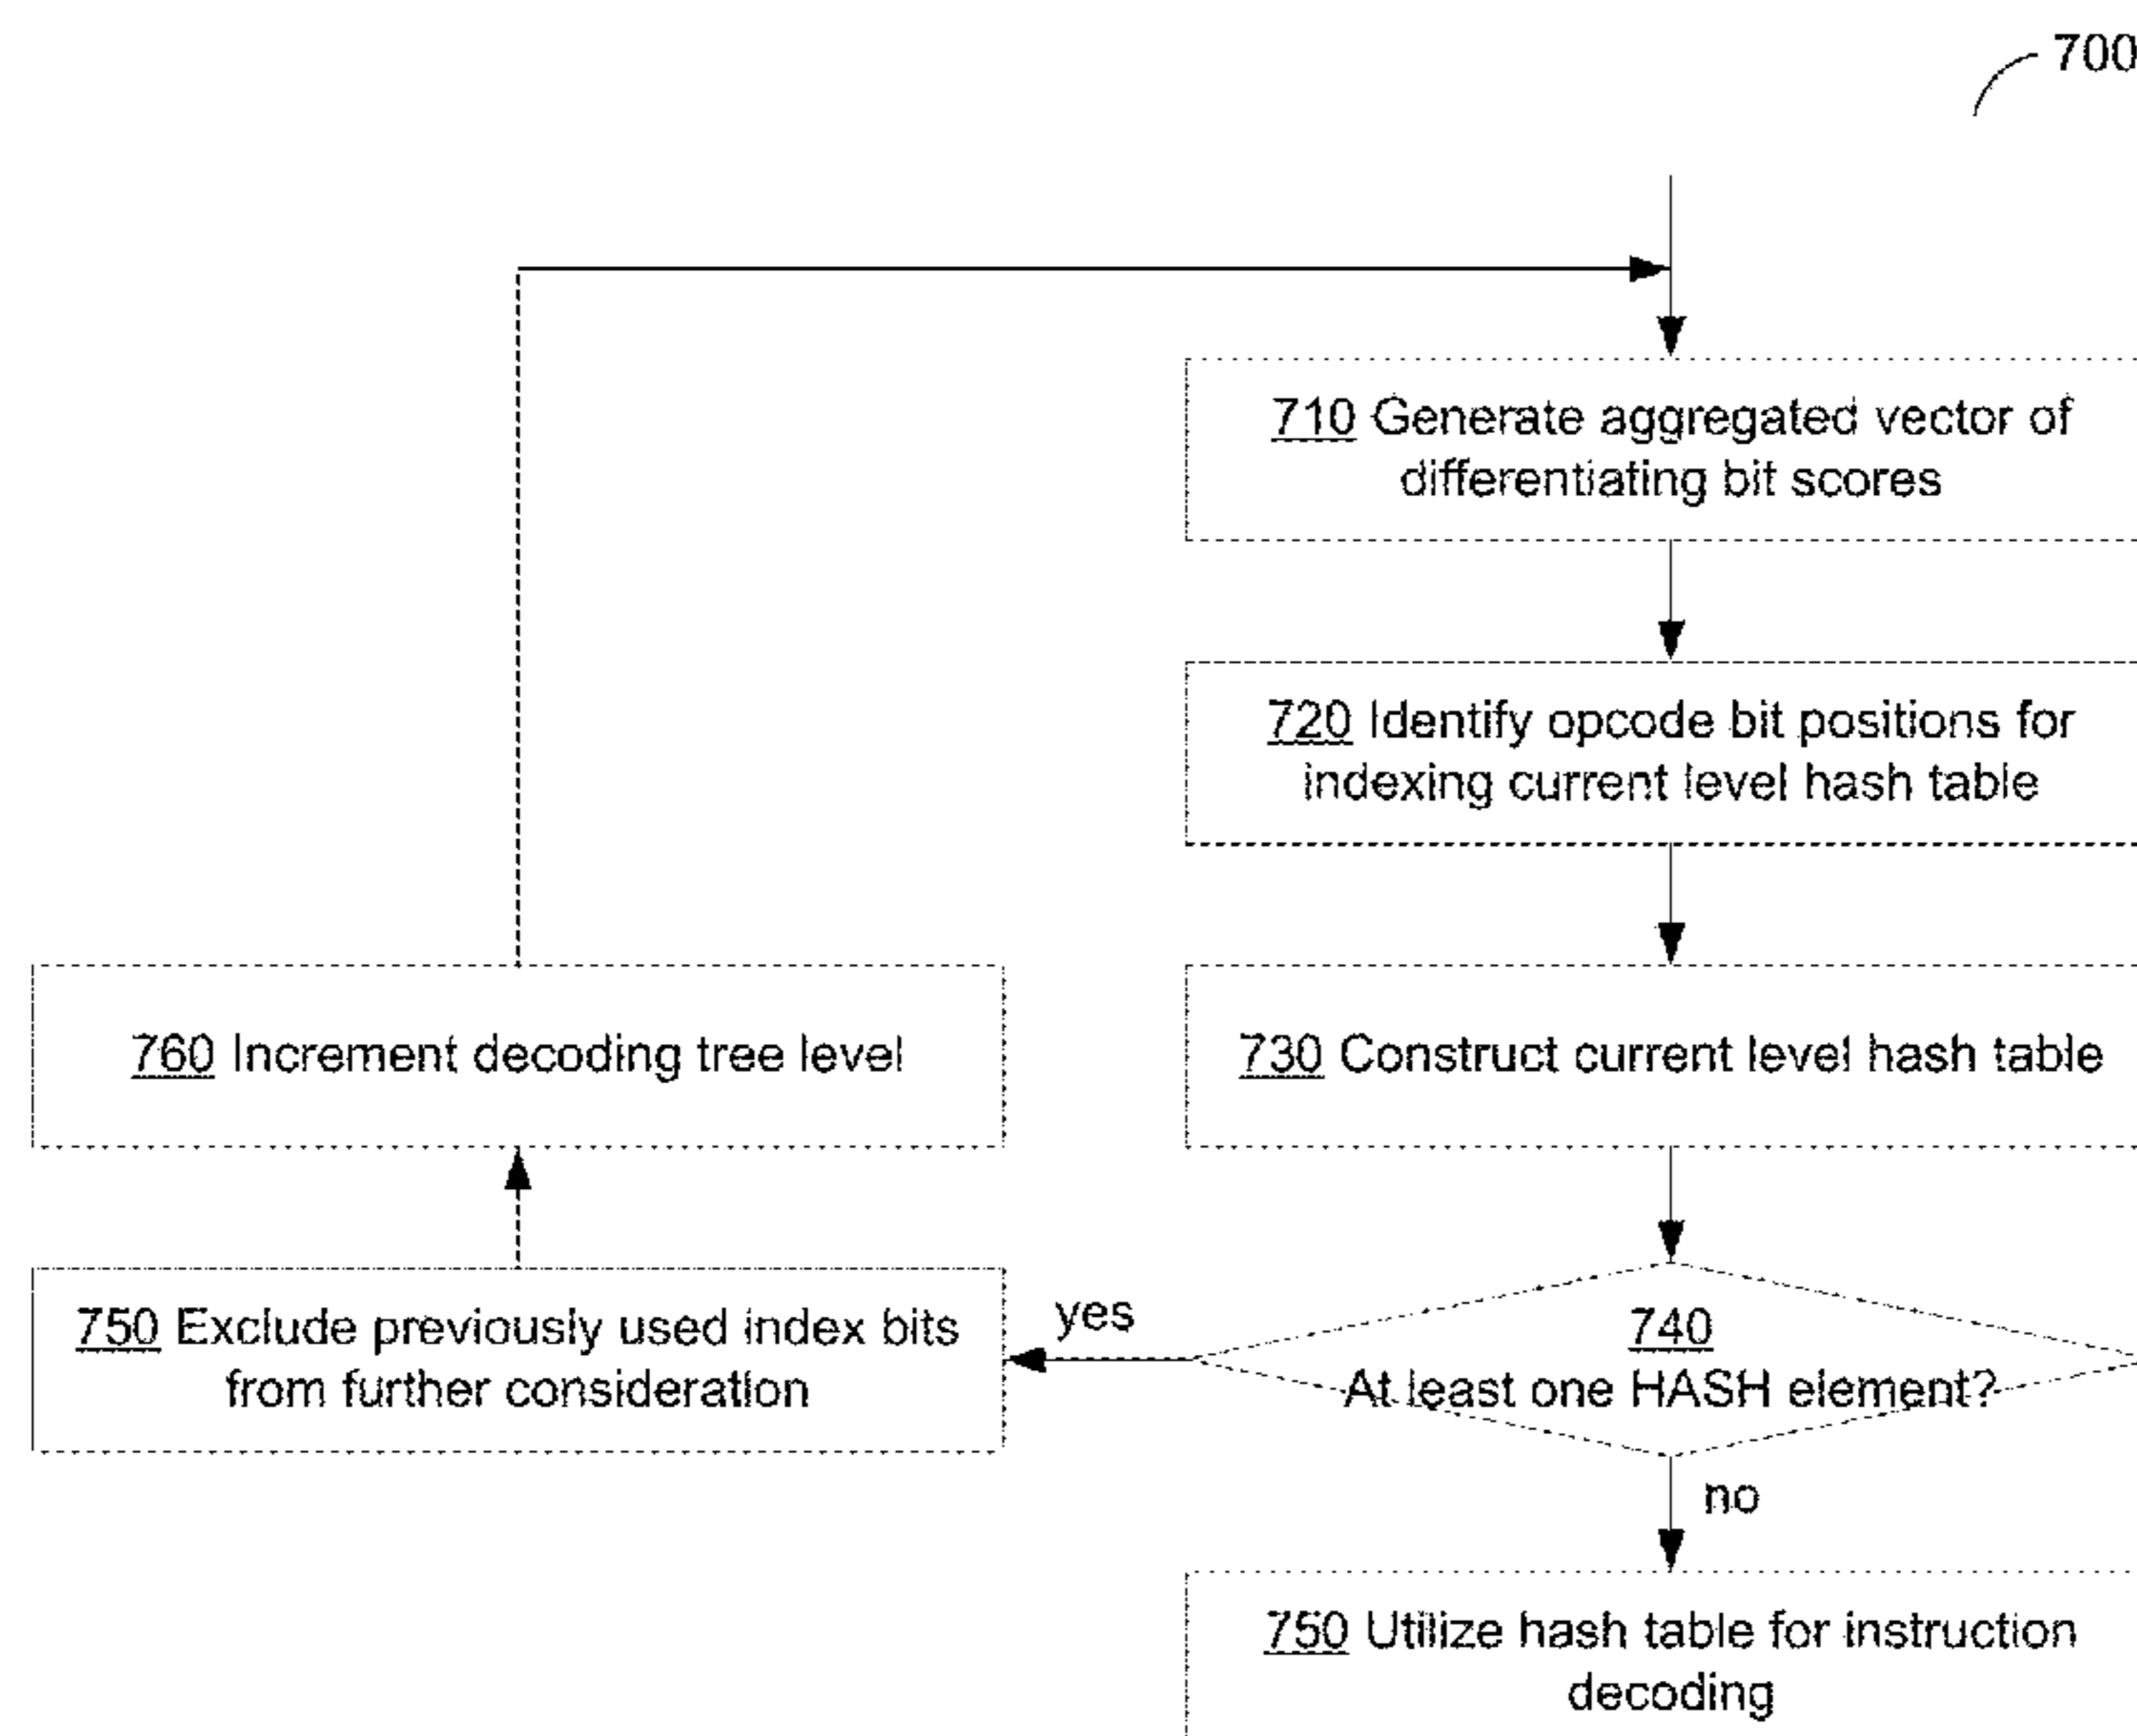 700
710 Generate aggregated vector of
differentiating bit scores
720 Identify opcode bit positions for
indexing current level hash table
760 Increment decoding tree level
730 Construct current level hash table
750 Exclude previously used index bits
from further consideration
yes
740
At least one HASH element?
no
750 Utilize hash table for instruction
decoding